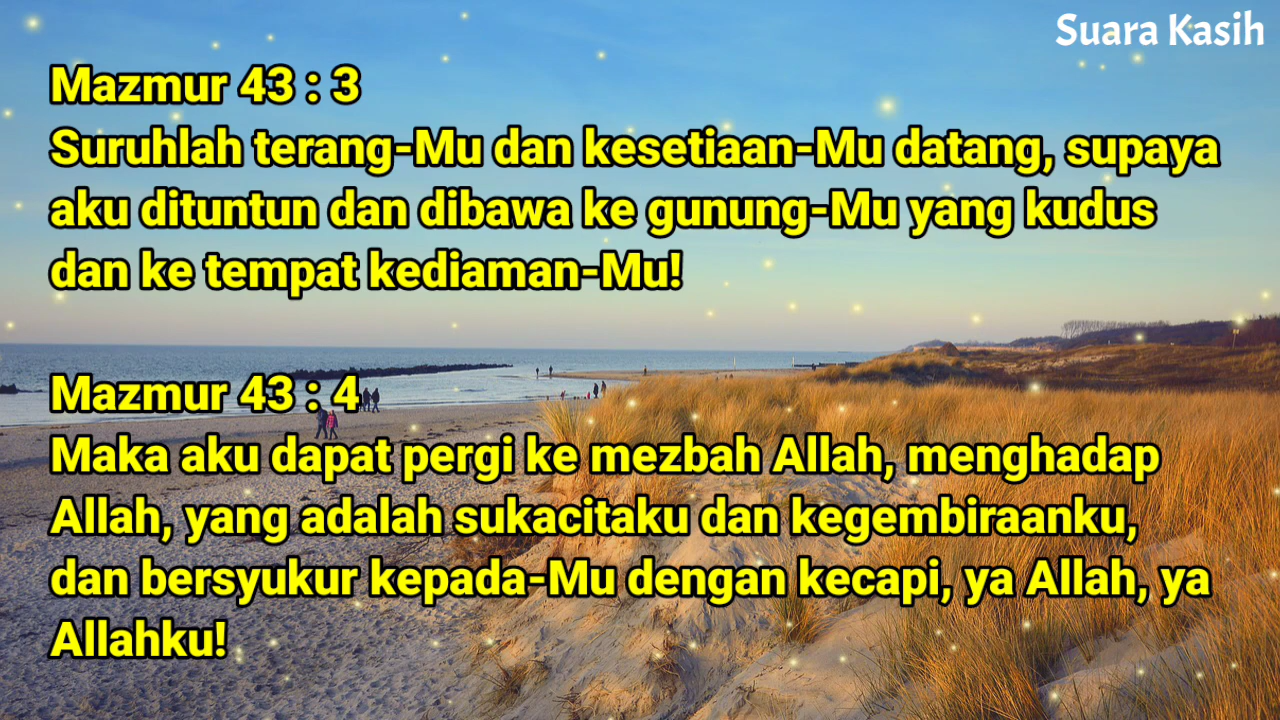 Suara Kasih
Mazmur 43 : 3
Suruhlah terang-Mu dan kesetiaan-Mu datang, supaya
aku dituntun dan dibawa ke gunung-Mu yang kudus
dan ke tempat kediaman-Mu!
Mazmur 43 : 4
Maka aku dapat pergi ke mezbah Allah, menghadap
Allah, yang adalah sukacitaku dan kegembiraanku,
dan bersyukur kepada-Mu dengan kecapi, ya Allah, ya
Allahku!